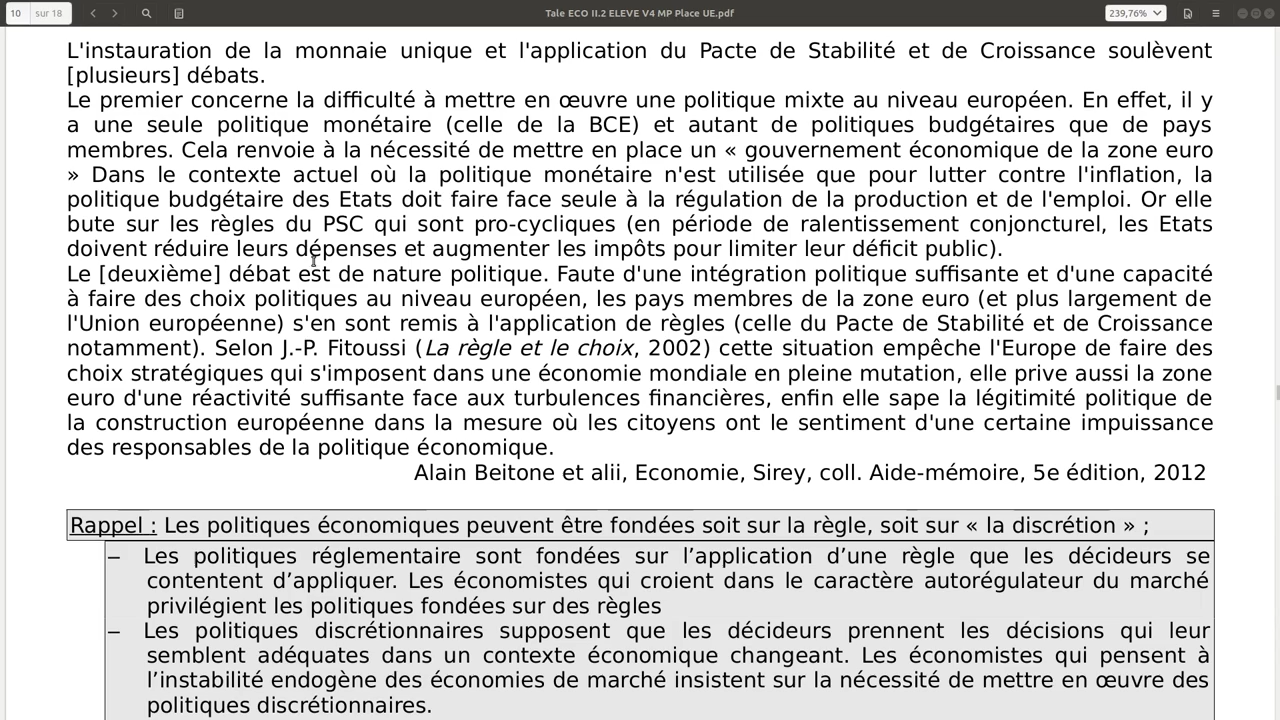 10 sur 18
Tale ECO II.2 ELEVE V4 MP Place UE.pdf
239,76%
L'instauration de la monnaie unique et l'application du Pacte de Stabilité et de Croissance soulèvent
[plusieurs] débats.
Le premier concerne la difficulté à mettre en œuvre une politique mixte au niveau européen. En effet, il y
a une seule politique monétaire (celle de la BCE) et autant de politiques budgétaires que de pays
membres. Cela renvoie à la nécessité de mettre en place un « gouvernement économique de la zone euro
» Dans le contexte actuel où la politique monétaire n'est utilisée que pour lutter contre l'inflation, la
politique budgétaire des Etats doit faire face seule à la régulation de la production et de l'emploi. Or elle
bute sur les règles du PSC qui sont pro-cycliques (en période de ralentissement conjoncturel, les Etats
doivent réduire leurs dépenses et augmenter les impôts pour limiter leur déficit public).
Le [deuxième] débat est de nature politique. Faute d'une intégration politique suffisante et d'une capacité
à faire des choix politiques au niveau européen, les pays membres de la zone euro (et plus largement de
l'Union européenne) s'en sont remis à l'application de règles (celle du Pacte de Stabilité et de Croissance
notamment). Selon J.-P. Fitoussi (La règle et le choix, 2002) cette situation empêche l'Europe de faire des
choix stratégiques qui s'imposent dans une économie mondiale en pleine mutation, elle prive aussi la zone
euro d'une réactivité suffisante face aux turbulences financières, enfin elle sape la légitimité politique de
la construction européenne dans la mesure où les citoyens ont le sentiment d'une certaine impuissance
des responsables de la politique économique.
Alain Beitone et alii, Economie, Sirey, coll. Aide-mémoire, 5e édition, 2012
Rappel : Les politiques économiques peuvent être fondées soit sur la règle, soit sur « la discrétion » ;
– Les politiques réglementaire sont fondées sur l’application d’une règle que les décideurs se
contentent d’appliquer. Les économistes qui croient dans le caractère autorégulateur du marché
privilégient les politiques fondées sur des règles
– Les politiques discrétionnaires supposent que les décideurs prennent les décisions qui leur
semblent adéquates dans un contexte économique changeant. Les économistes qui pensent à
l’instabilité endogène des économies de marché insistent sur la nécessité de mettre en œuvre des
politiques discrétionnaires.